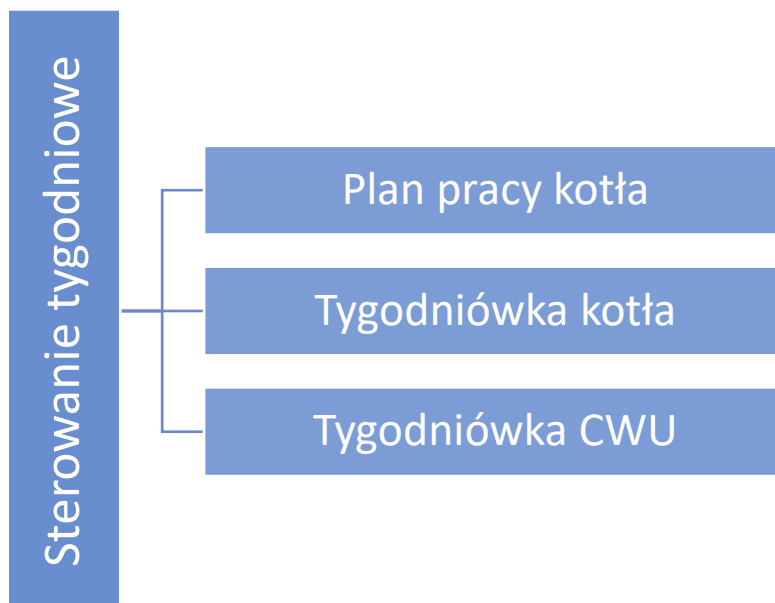 Sterowanie tygodniowe
Plan pracy kotła
Tygodniówka kotła
Tygodniówka CWU